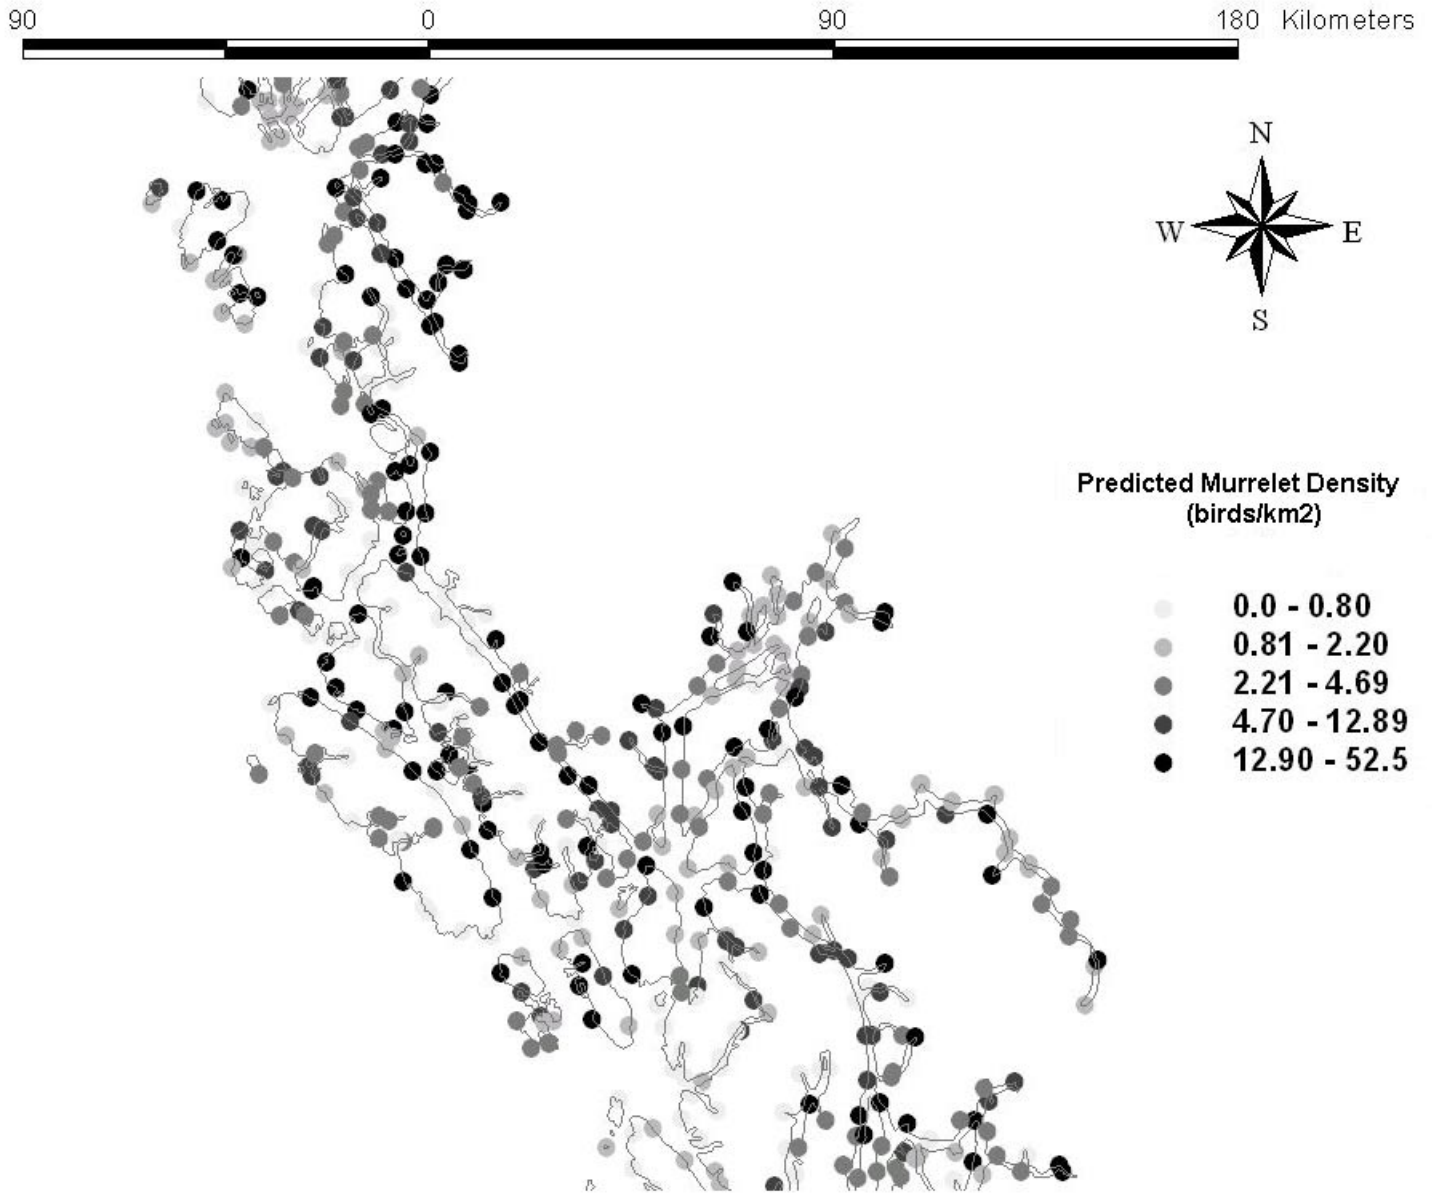 90 0 90 180 Kilometers
N
W E
S
Predicted Murrelet Density
(birds/km2)
0.0 - 0.80
0.81 - 2.20
2.21 - 4.69
4.70 - 12.89
12.90 - 52.5